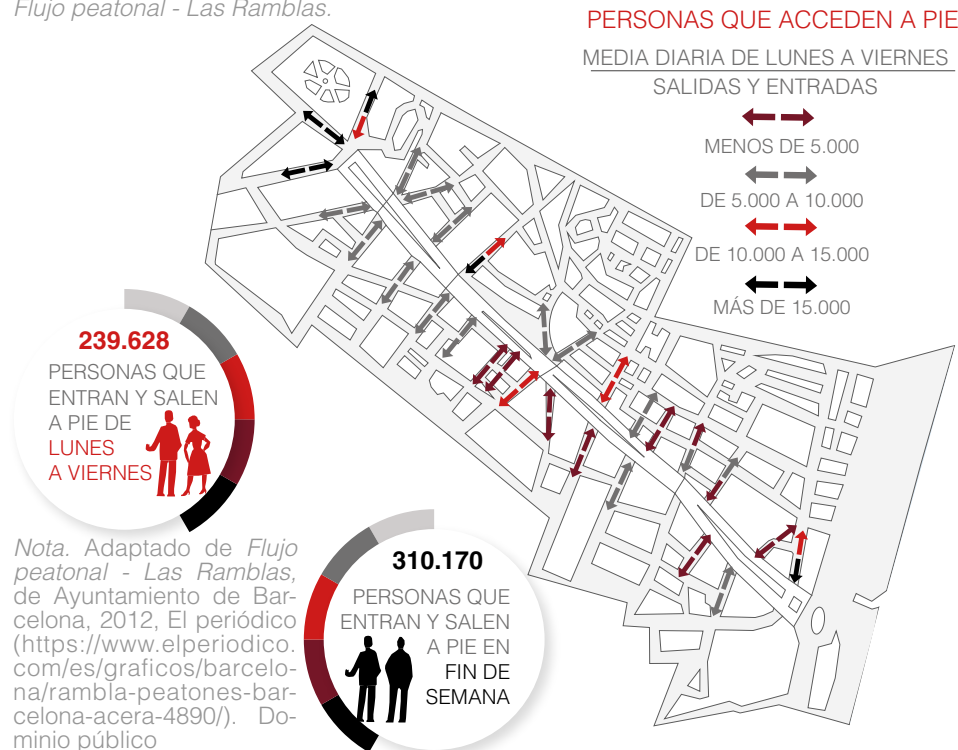 Flujo peatonal - Las Ramblas.
PERSONAS QUE ACCEDEN A PIE
MEDIA DIARIA DE LUNES A VIERNES
SALIDAS Y ENTRADAS
MENOS DE 5.000
DE 5.000 A 10.000
DE 10.000 A 15.000
MÁS DE 15.000
239.628
PERSONAS QUE
ENTRAN Y SALEN
A PIE DE
LUNES
A VIERNES
310.170
PERSONAS QUE
ENTRAN Y SALEN
A PIE EN
FIN DE
SEMANA
Nota. Adaptado de Flujo
peatonal - Las Ramblas,
de Ayuntamiento de Bar-
celona, 2012, El periódico
(https://www.elperiodico.
com/es/graficos/barcelo-
na/rambla-peatones-bar-
celona-acera-4890/). Do-
minio público